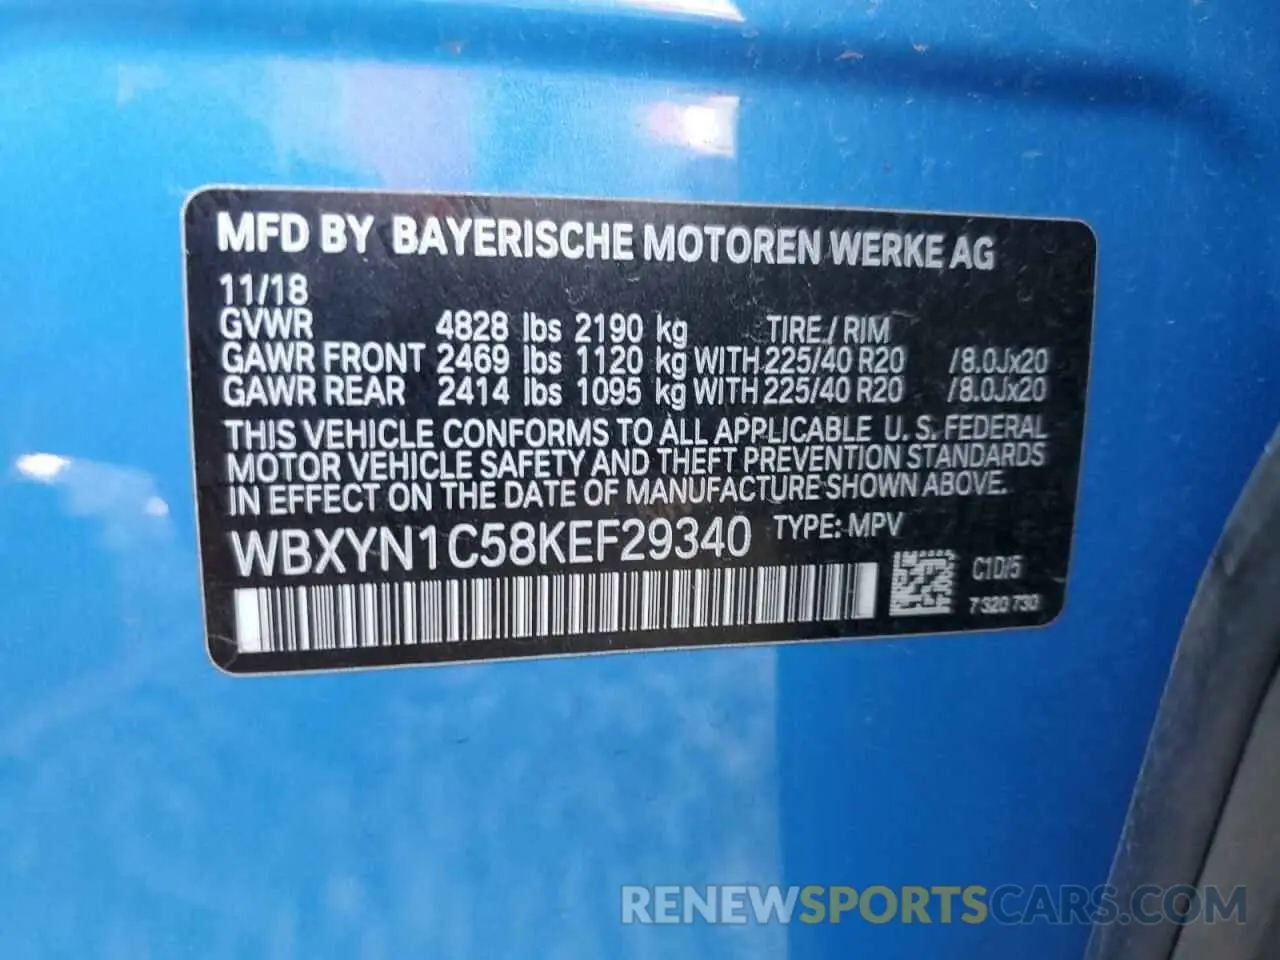 MFD BY BAYERISCHE MOTOREN WERKE AG
11/18
GVWR 4828 lbs 2190 kg TIRE / RIM
GAWR FRONT 2469 lbs 1120 kg WITH 225/40 R20 /8.0Jx20
GAWR REAR 2414 lbs 1095 kg WITH 225/40 R20 /8.0Jx20
THIS VEHICLE CONFORMS TO ALL APPLICABLE U. S. FEDERAL
MOTOR VEHICLE SAFETY AND THEFT PREVENTION STANDARDS
IN EFFECT ON THE DATE OF MANUFACTURE SHOWN ABOVE.
WBXYN1C58KEF29340 TYPE: MPV
C1D/5
7 320 730
RENEWSPORTSCARS.COM